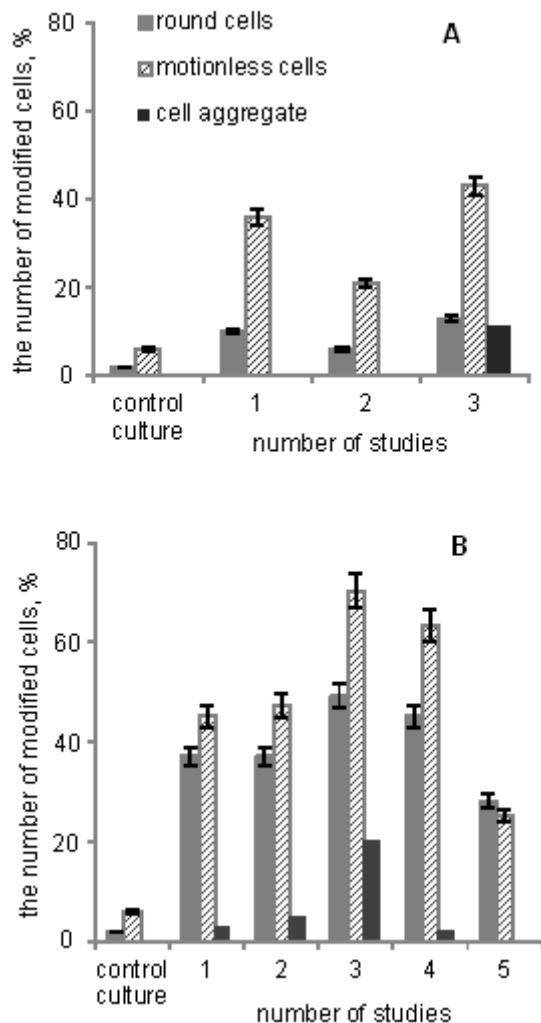 80
A
round cells
motionless cells
60
cell aggregate
40
20
0
the number of modified cells, %
control
culture
1 2 3
number of studies
80
B
60
40
20
0
the number of modified cells, %
control
culture
1 2 3 4 5
number of studies